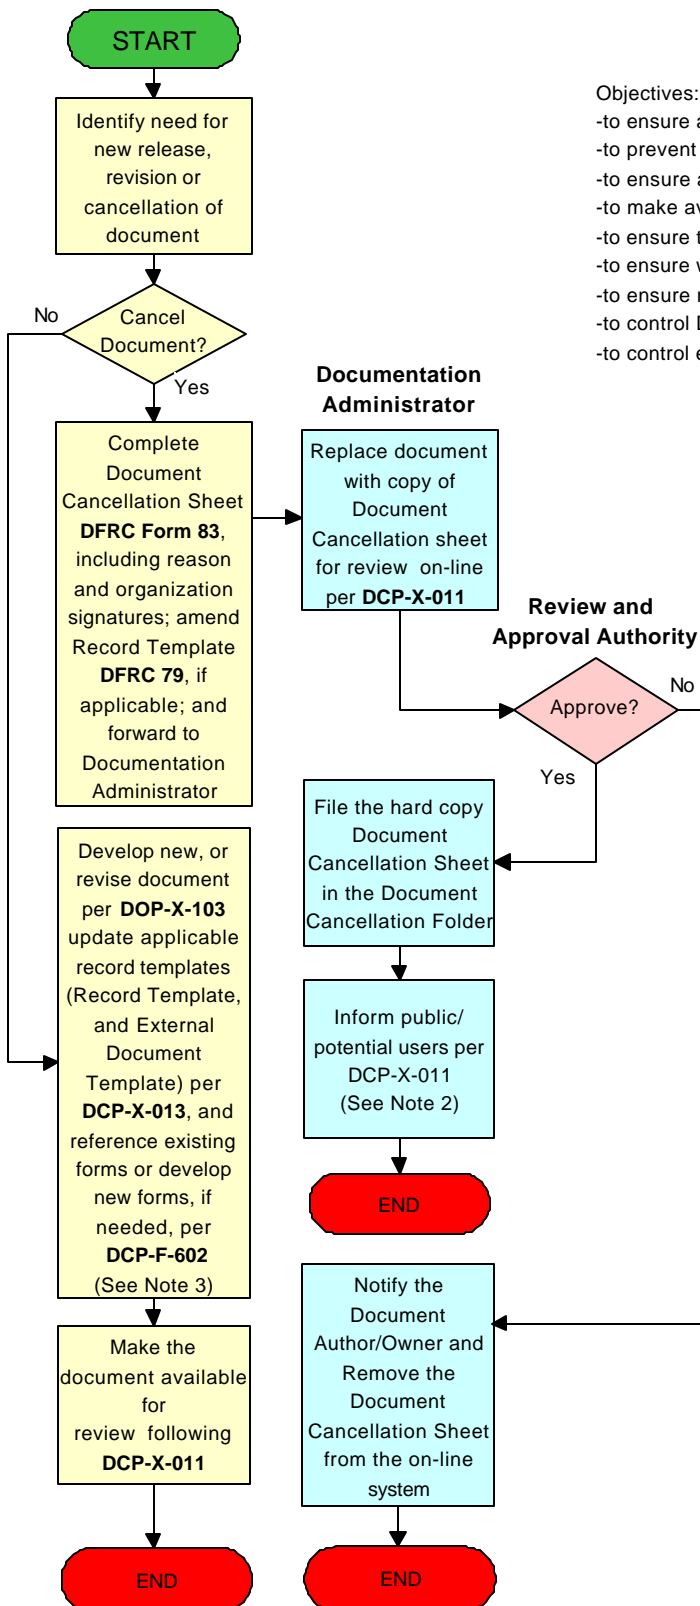 START
Identify need for
new release,
revision or
cancellation of
document
Cancel
Document?
No
Yes
Complete
Document
Cancellation Sheet
DFRC Form 83,
including reason
and organization
signatures; amend
Record Template
DFRC 79, if
applicable; and
forward to
Documentation
Administrator
Develop new, or
revise document
per DOP-X-103
update applicable
record templates
(Record Template,
and External
Document
Template) per
DCP-X-013, and
reference existing
forms or develop
new forms, if
needed, per
DCP-F-602
(See Note 3)
Make the
document available
for
review following
DCP-X-011
END
Documentation
Administrator
Replace document
with copy of
Document
Cancellation sheet
for review on-line
per DCP-X-011
Review and
Approval Authority
Approve?
No
Yes
File the hard copy
Document
Cancellation Sheet
in the Document
Cancellation Folder
Inform public/
potential users per
DCP-X-011
(See Note 2)
END
Notify the
Document
Author/Owner and
Remove the
Document
Cancellation Sheet
from the on-line
system
END
Objectives:
-to ensure
-to prevent
-to ensure
-to make
-to ensure
-to ensure
-to ensure
-to control
-to control